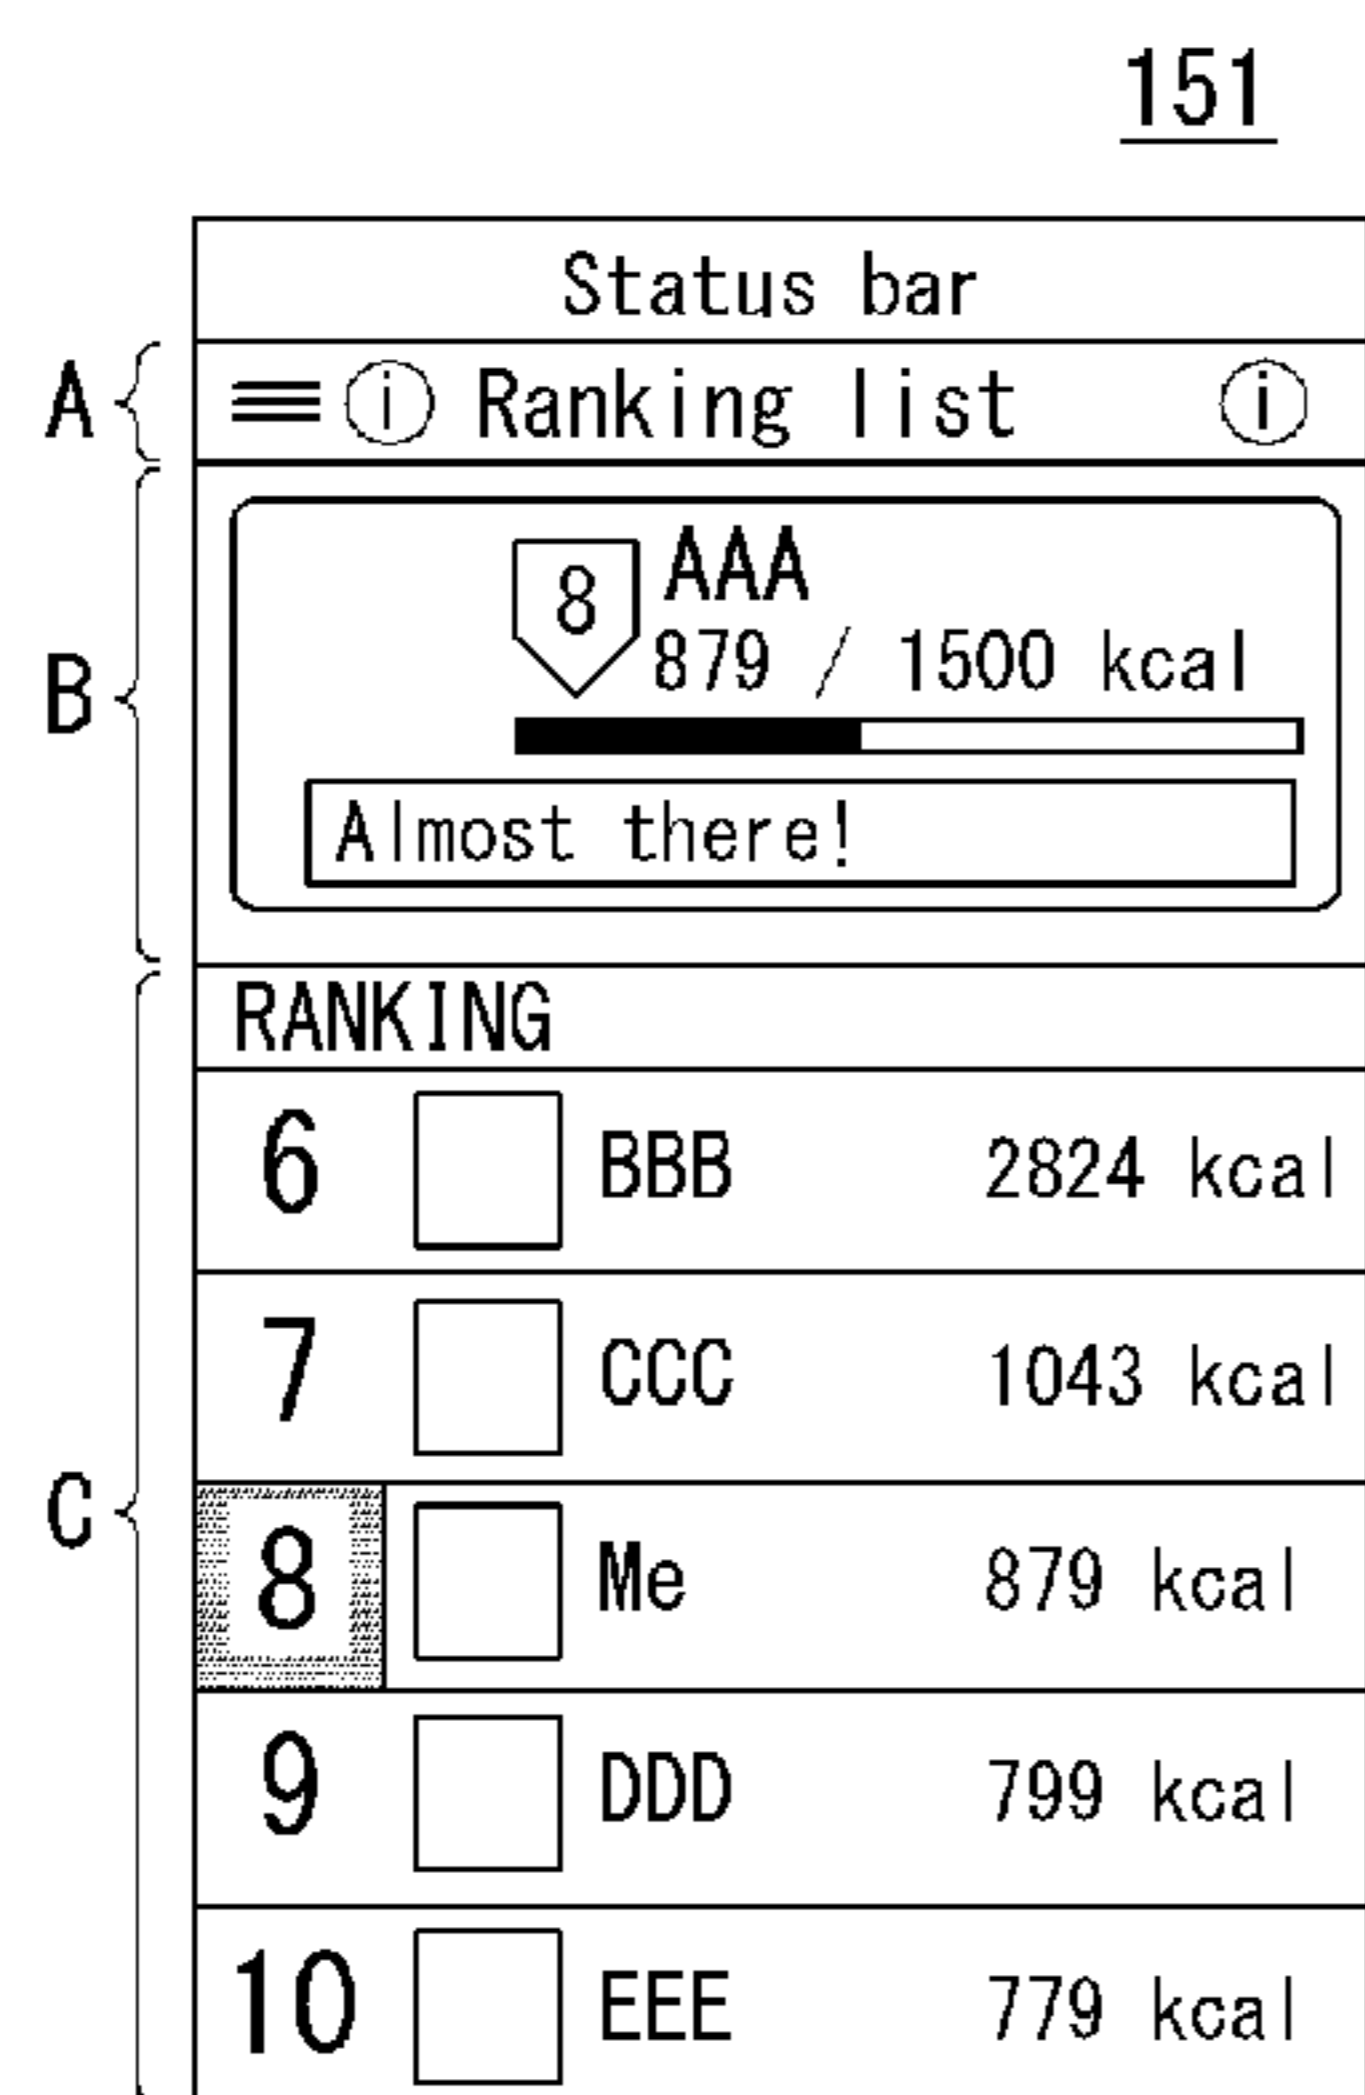 151
Status bar
A
ⓘ Ranking list ⓘ
B
8
AAA
879 / 1500 kcal
Almost there!
C
RANKING
6 BBB 2824 kcal
7 CCC 1043 kcal
8 Me 879 kcal
9 DDD 799 kcal
10 EEE 779 kcal